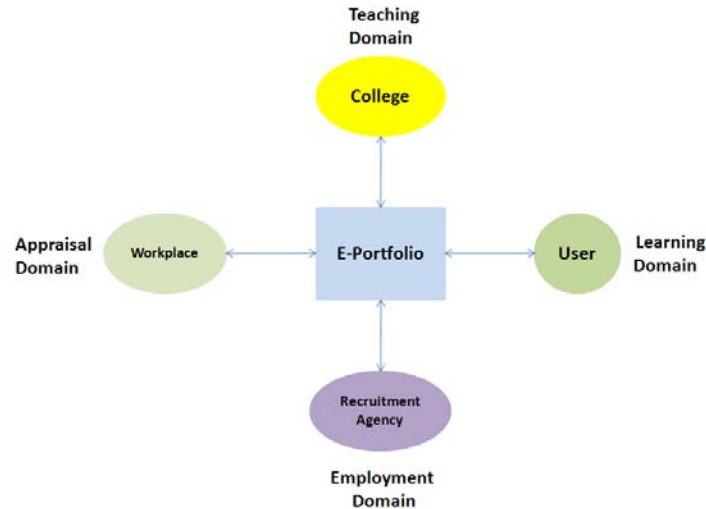 Teaching
Domain
College
Appraisal
Domain
Workplace
E-Portfolio
User
Learning
Domain
Recruitment
Agency
Employment
Domain